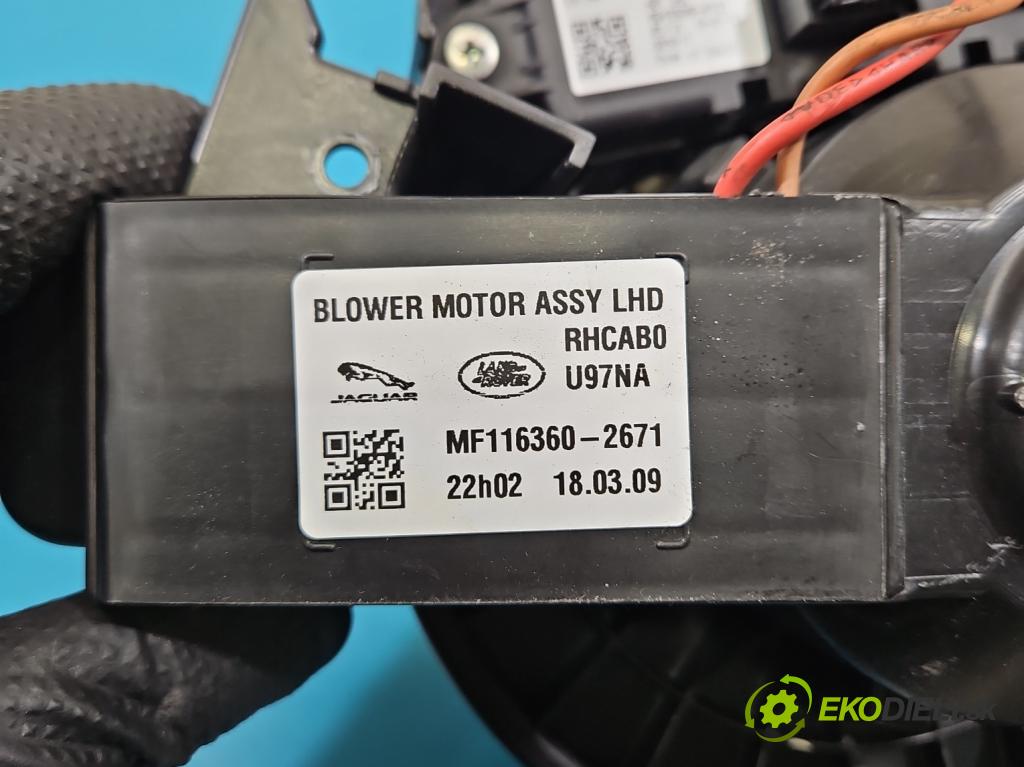 BLOWER MOTOR ASSY LHD
RHCAB0
JAGUAR
LAND ROVER
U97NA
MF116360-2671
22h02 18.03.09
EKODIELY.SK